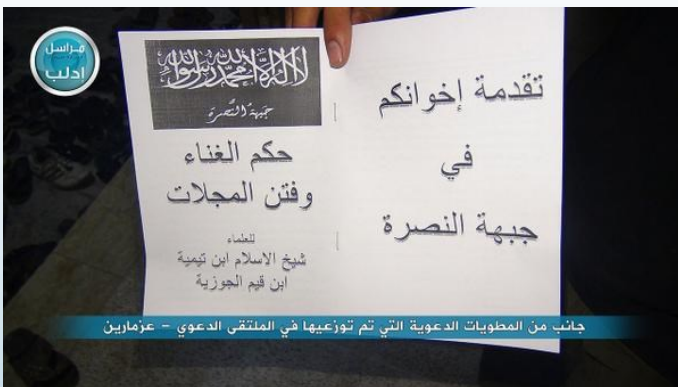 مراسل
ادلب
تقدمة إخوانكم
في
جبهة النصرة
لا إله إلا الله محمد رسول الله
جبهة النصرة
حكم الغناء
وفتن المجلات
للعلماء
شيخ الاسلام ابن تيمية
ابن قيم الجوزية
جانب من المطويات الدعوية التي تم توزعيها في الملتقى الدعوي - عزمارين